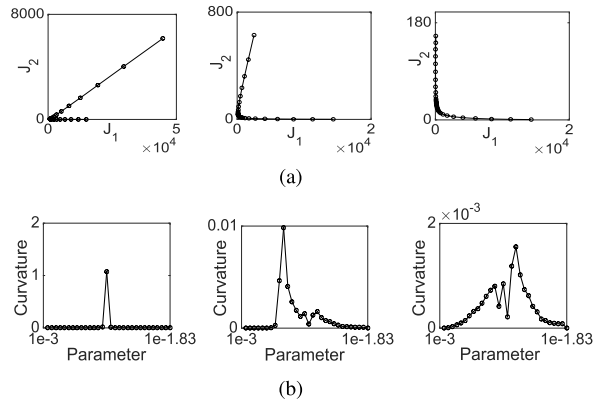 8000
J2
0
0
J1
5
×10^4
800
J2
0
0
J1
2
×10^4
180
J2
0
0
J1
2
×10^4
(a)
2
Curvature
1
0
1e-3
1e-1.83
Parameter
0.01
Curvature
0
1e-3
1e-1.83
Parameter
2
×10^-3
Curvature
0
1e-3
1e-1.83
Parameter
(b)